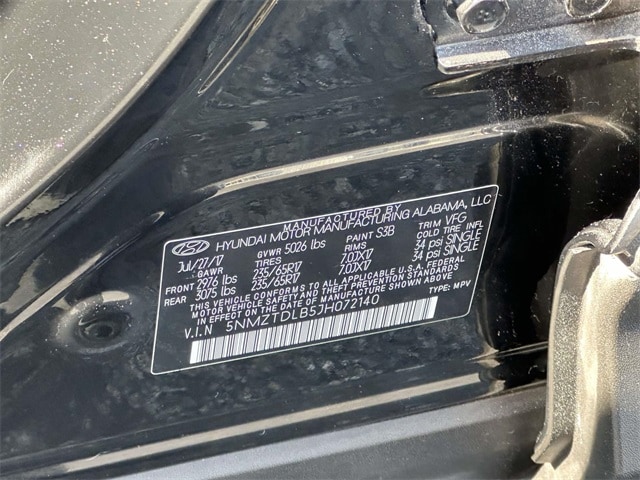 MANUFACTURED BY
HYUNDAI MOTOR MANUFACTURING ALABAMA, LLC
Jul/27/17 GVWR 5026 lbs PAINT S3B TRIM VFG
GAWR TIRES RIMS COLD TIRE INFL
FRONT 2976 lbs 235/65R17 7.0JX17 34 psi SINGLE
REAR 3075 lbs 235/65R17 7.0JX17 34 psi SINGLE
THIS VEHICLE CONFORMS TO ALL APPLICABLE U.S.A. FEDERAL
MOTOR VEHICLE SAFETY AND THEFT PREVENTION STANDARDS
IN EFFECT ON THE DATE OF MANUFACTURE SHOWN ABOVE.
V.I.N 5NMZTDLB5JH072140 TYPE: MPV